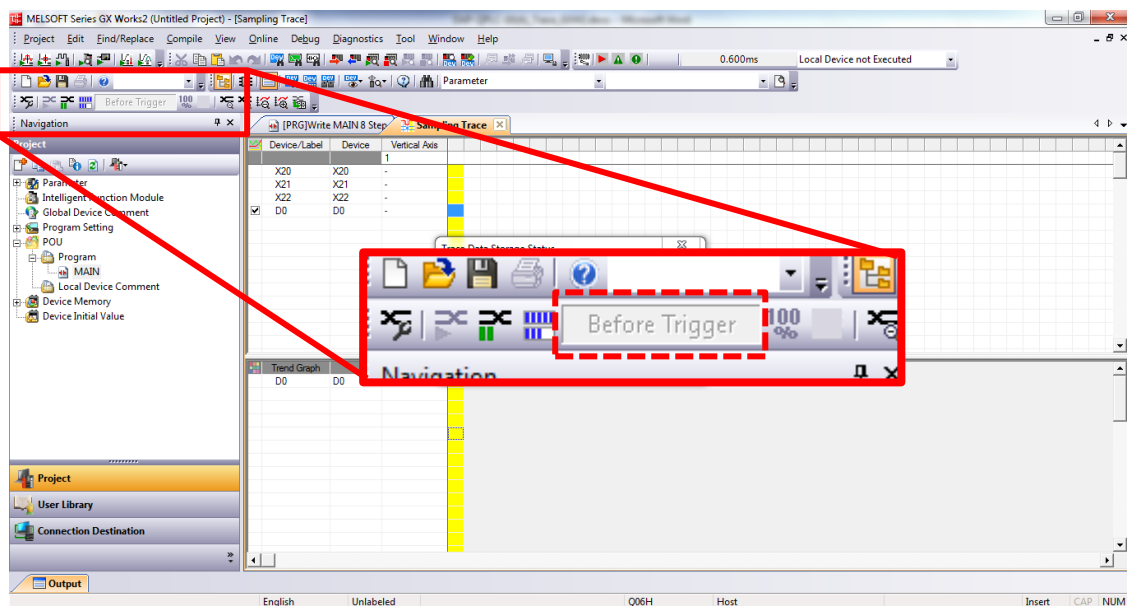 MELSOFT Series GX Works2 (Untitled Project) - [Sampling Trace]
Project Edit Find/Replace Compile View Online Debug Diagnostics Tool Window Help
0.600ms Local Device not Executed
Parameter
Before Trigger 100 %
Navigation
[PRG]Write MAIN 8 Step Sampling Trace
Project
Device/Label Device Vertical Axis
1
X20 X20 -
X21 X21 -
X22 X22 -
D0 D0 -
Parameter
Intelligent Function Module
Global Device Comment
Program Setting
POU
Program
MAIN
Local Device Comment
Device Memory
Device Initial Value
Trace Data Storage Status
Before Trigger 100 %
Navigation
Trend Graph
D0 D0
Project
User Library
Connection Destination
Output
English Unlabeled Q06H Host Insert CAP NUM